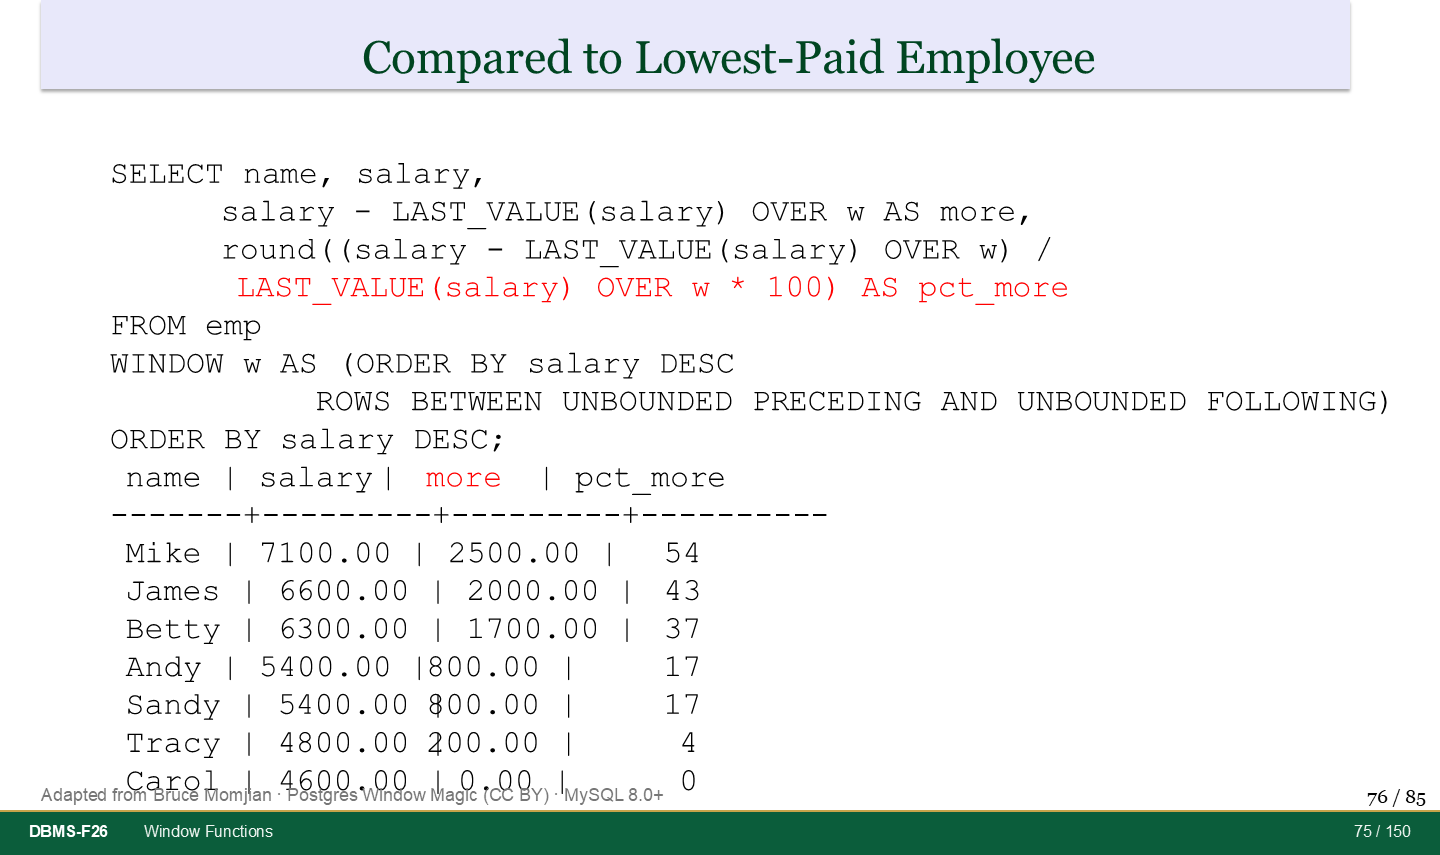 Compared to Lowest-Paid Employee
SELECT name, salary,
salary - LAST_VALUE(salary) OVER w AS more,
round((salary - LAST_VALUE(salary) OVER w) /
LAST_VALUE(salary) OVER w * 100) AS pct_more
FROM emp
WINDOW w AS (ORDER BY salary DESC
ROWS BETWEEN UNBOUNDED PRECEDING AND UNBOUNDED FOLLOWING)
ORDER BY salary DESC;
name | salary | more | pct_more
-------+---------+---------+----------
Mike | 7100.00 | 2500.00 | 54
James | 6600.00 | 2000.00 | 43
Betty | 6300.00 | 1700.00 | 37
Andy | 5400.00 |800.00 | 17
Sandy | 5400.00 |800.00 | 17
Tracy | 4800.00 |200.00 | 4
Carol | 4600.00 | 0.00 | 0
Adapted from Bruce Momjian · Postgres Window Magic (CC BY) · MySQL 8.0+
76 / 85
DBMS-F26 Window Functions 75 / 150